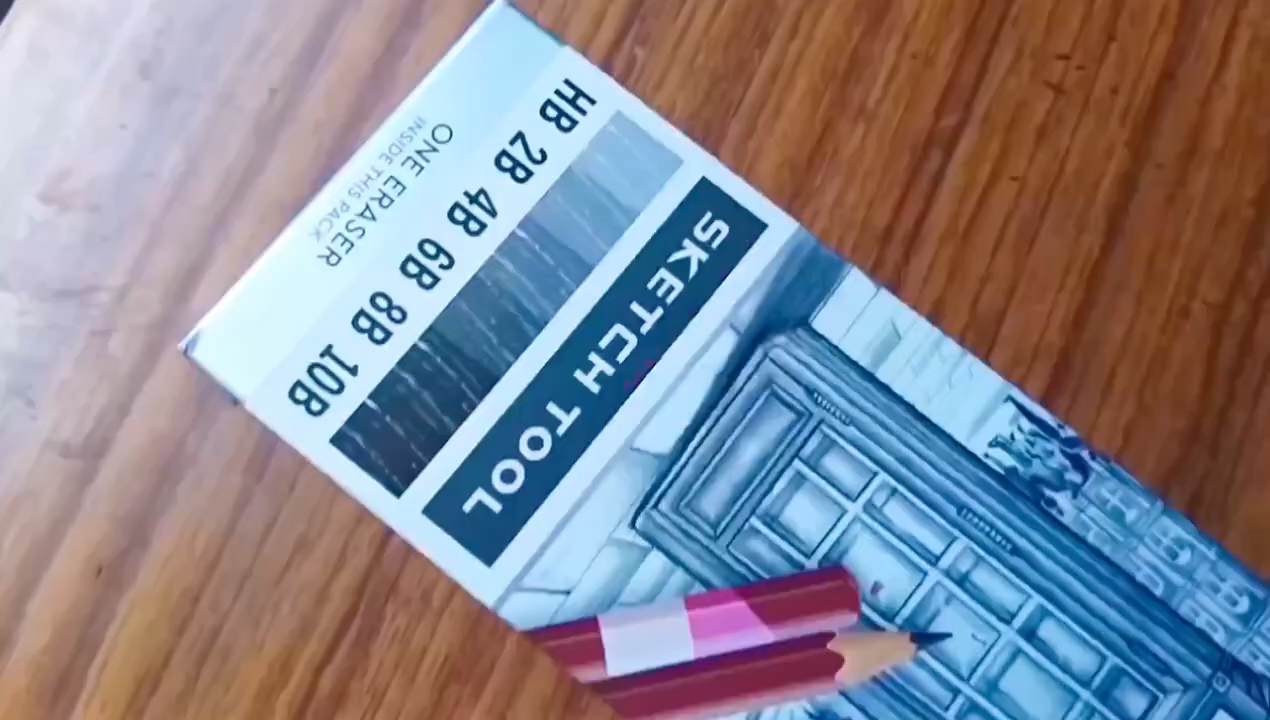 ONE ERASER
INSIDE THIS PACK
HB 2B 4B 6B 8B 10B
SKETCH TOOL